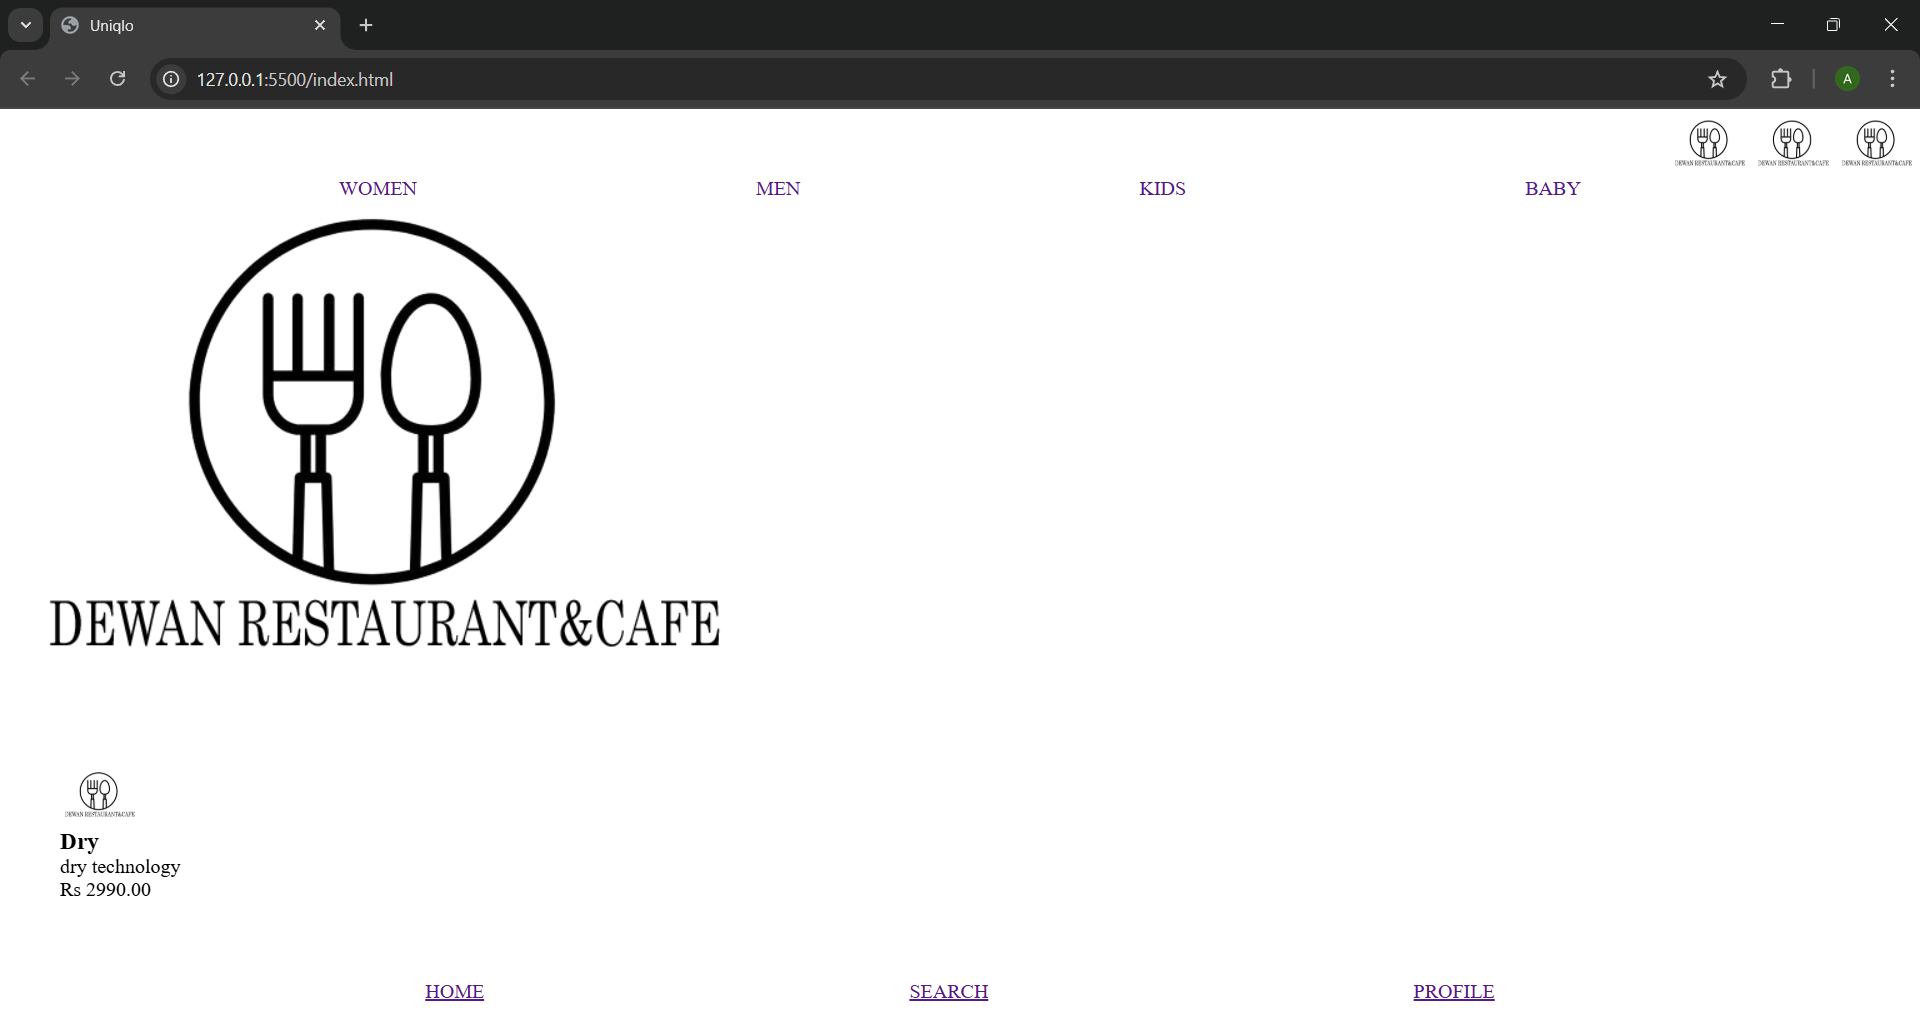 Uniqlo
127.0.0.1:5500/index.html
A
DEWAN RESTAURANT&CAFE DEWAN RESTAURANT&CAFE DEWAN RESTAURANT&CAFE
WOMEN MEN KIDS BABY
DEWAN RESTAURANT&CAFE
DEWAN RESTAURANT&CAFE
Dry
dry technology
Rs 2990.00
HOME SEARCH PROFILE